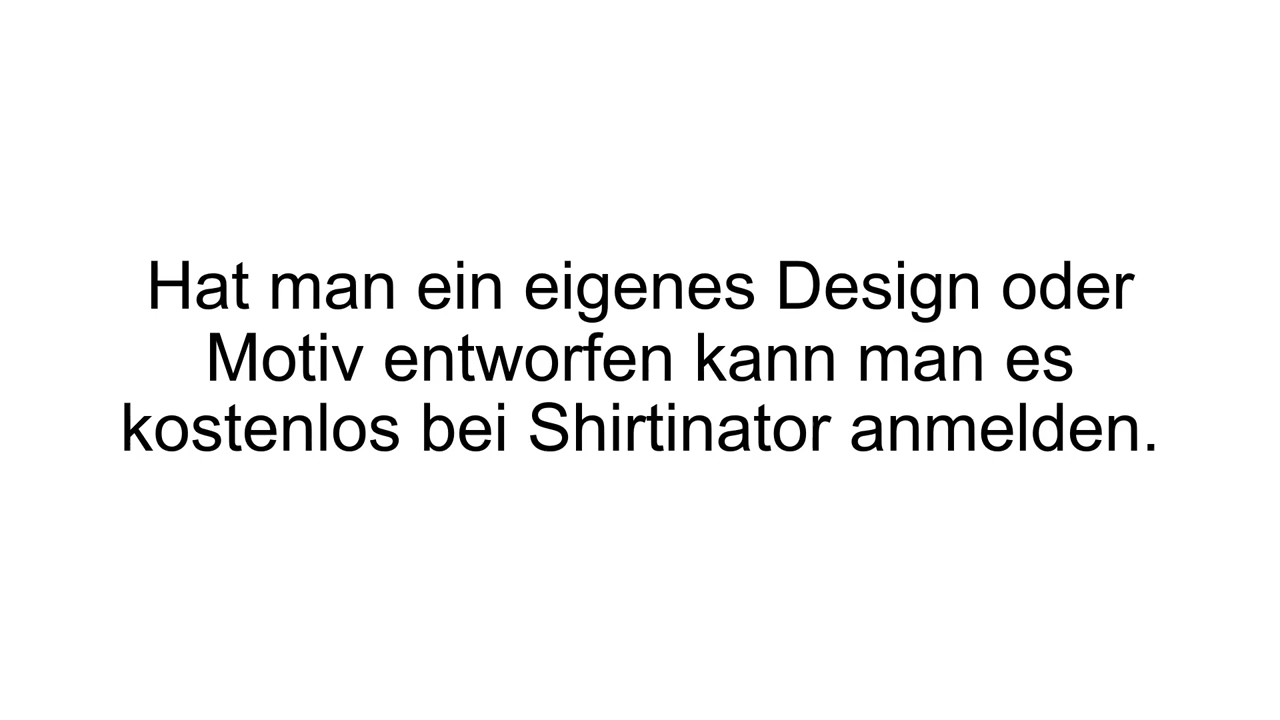 Hat man ein eigenes Design oder
Motiv entworfen kann man es
kostenlos bei Shirtinator anmelden.